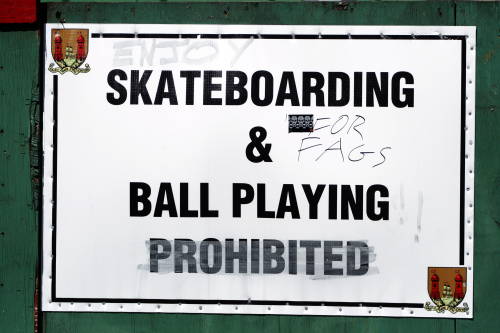 ENJOY
SKATEBOARDING
FOR
&
FAGS
BALL PLAYING
!!
PROHIBITED